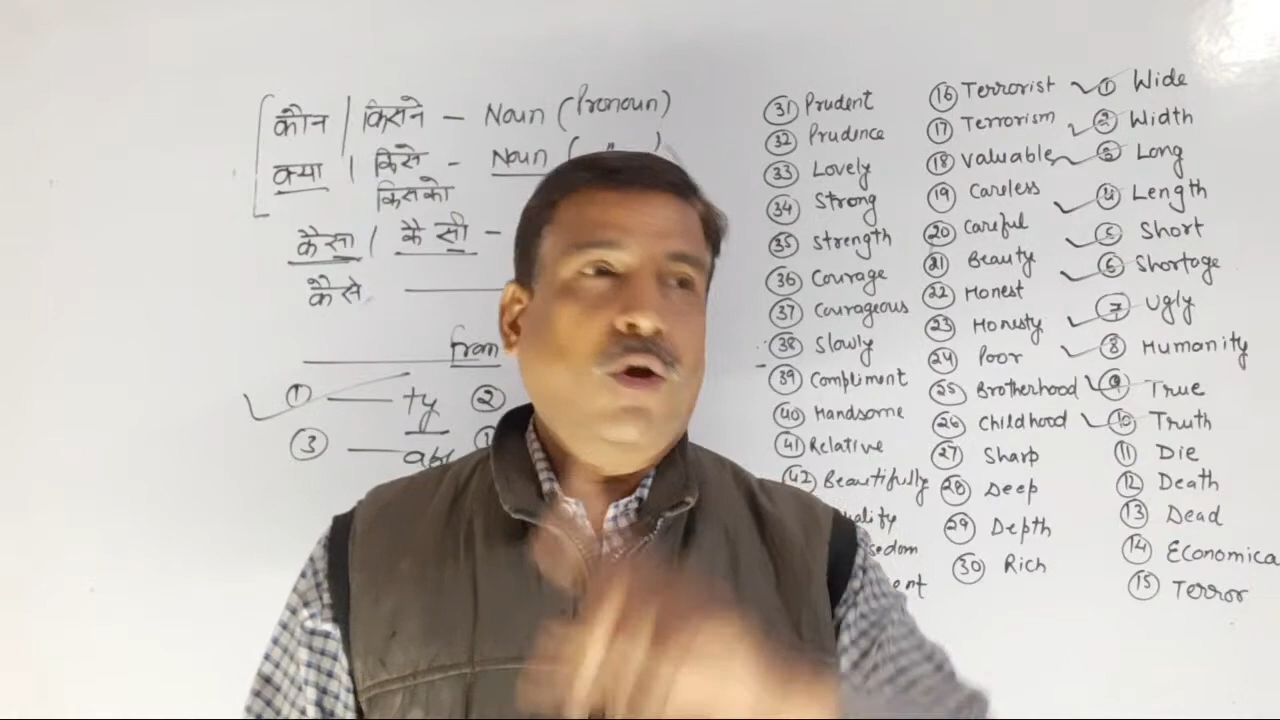 कौन | किसने – Noun (Pronoun)
क्या | किसे – Noun ( " )
किसको
कैसा | कैसी –
कैसे
from
① — ty ②
③ —
31 Prudent
32 Prudence
33 Lovely
34 Strong
35 Strength
36 Courage
37 Courageous
38 Slowly
39 Compliment
40 Handsome
41 Relative
42 Beautifully
16 Terrorist
17 Terrorism
18 Valuable
19 Careless
20 Careful
21 Beauty
22 Honest
23 Honesty
24 Poor
25 Brotherhood
26 Childhood
27 Sharp
28 Deep
29 Depth
30 Rich
① Wide
② Width
③ Long
④ Length
⑤ Short
⑥ Shortage
⑦ Ugly
⑧ Humanity
⑨ True
10 Truth
11 Die
12 Death
13 Dead
14 Economica
15 Terror